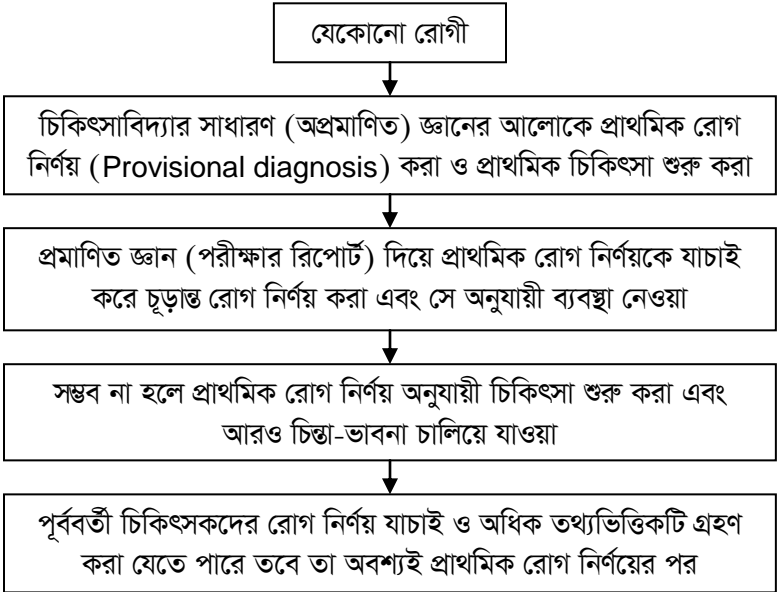 যেকোনো রোগী
চিকিৎসাবিদ্যার সাধারণ (অপ্রমাণিত) জ্ঞানের আলোকে প্রাথমিক রোগ
নির্ণয় (Provisional diagnosis) করা ও প্রাথমিক চিকিৎসা শুরু করা
প্রমাণিত জ্ঞান (পরীক্ষার রিপোর্ট) দিয়ে প্রাথমিক রোগ নির্ণয়কে যাচাই
করে চূড়ান্ত রোগ নির্ণয় করা এবং সে অনুযায়ী ব্যবস্থা নেওয়া
সম্ভব না হলে প্রাথমিক রোগ নির্ণয় অনুযায়ী চিকিৎসা শুরু করা এবং
আরও চিন্তা-ভাবনা চালিয়ে যাওয়া
পূর্ববর্তী চিকিৎসকদের রোগ নির্ণয় যাচাই ও অধিক তথ্যভিত্তিকটি গ্রহণ
করা যেতে পারে তবে তা অবশ্যই প্রাথমিক রোগ নির্ণয়ের পর